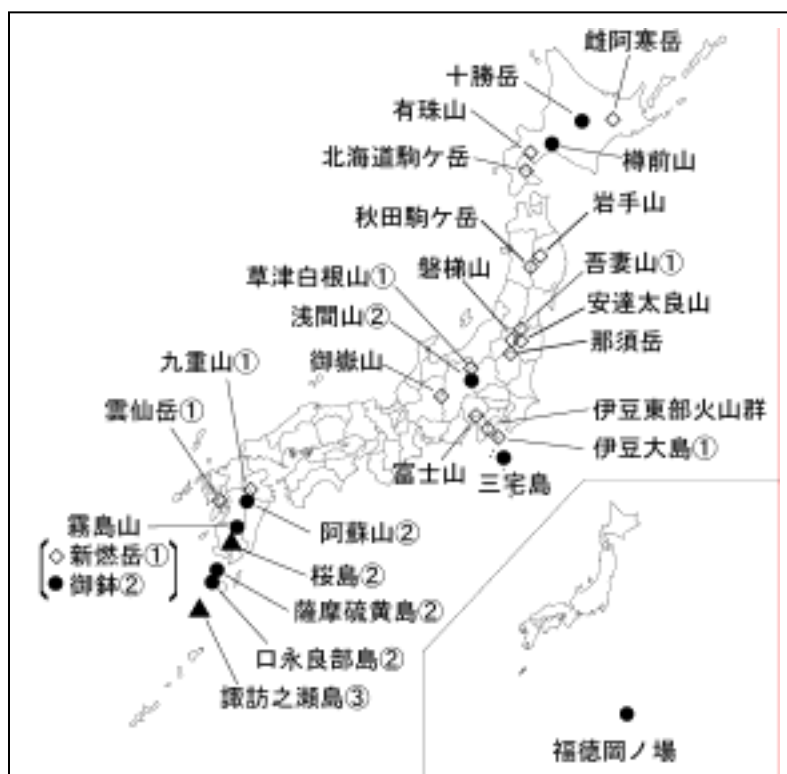 雌阿寒岳
十勝岳
有珠山
北海道駒ケ岳
樽前山
岩手山
秋田駒ケ岳
磐梯山
吾妻山①
草津白根山①
安達太良山
浅間山②
那須岳
九重山①
御嶽山
雲仙岳①
伊豆東部火山群
伊豆大島①
富士山
三宅島
霧島山
新燃岳①
御鉢②
阿蘇山②
桜島②
薩摩硫黄島②
口永良部島②
諏訪之瀬島③
福徳岡ノ場